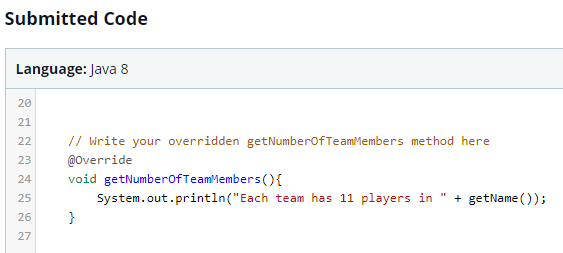 Submitted Code
Language: Java 8
20
21
22 // Write your overridden getNumberOfTeamMembers method here
23 @Override
24 void getNumberOfTeamMembers(){
25 System.out.println("Each team has 11 players in " + getName());
26 }
27